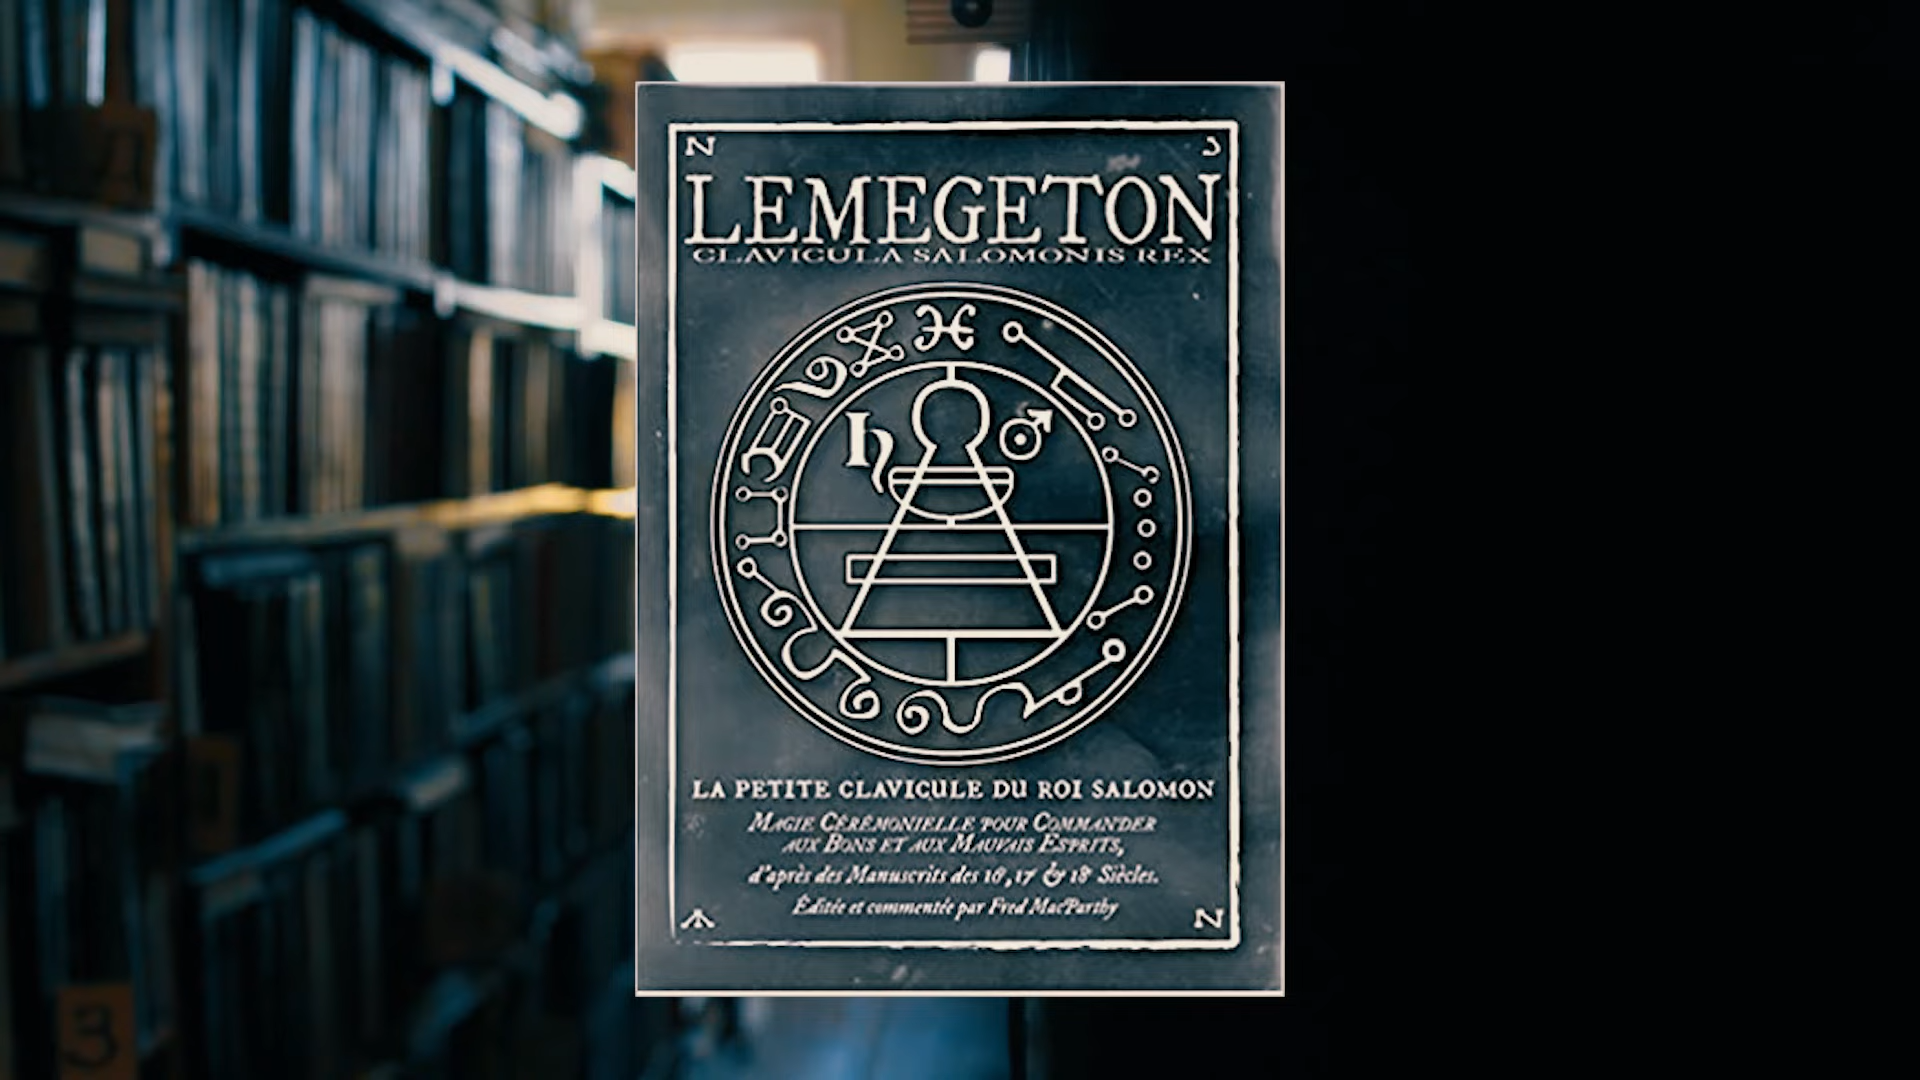 LEMEGETON
CLAVICULA SALOMONIS REX
LA PETITE CLAVICULE DU ROI SALOMON
MAGIE CÉRÉMONIELLE POUR COMMANDER
AUX BONS ET AUX MAUVAIS ESPRITS,
d'après des Manuscrits des 16, 17 & 18 Siècles.
Éditée et commentée par Fred MacParthy
3